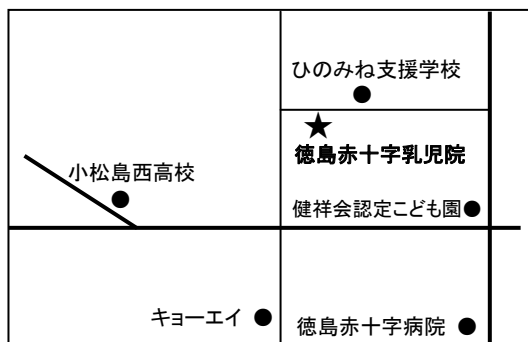 ひのみね支援学校
徳島赤十字乳児院
小松島西高校
健祥会認定こども園
キョーエイ
徳島赤十字病院